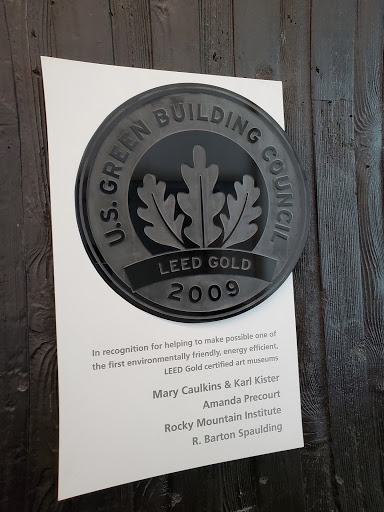 U.S. GREEN BUILDING COUNCIL
LEED GOLD
2009
In recognition for helping to make possible one of
the first environmentally friendly, energy efficient,
LEED Gold certified art museums
Mary Caulkins & Karl Kister
Amanda Precourt
Rocky Mountain Institute
R. Barton Spaulding